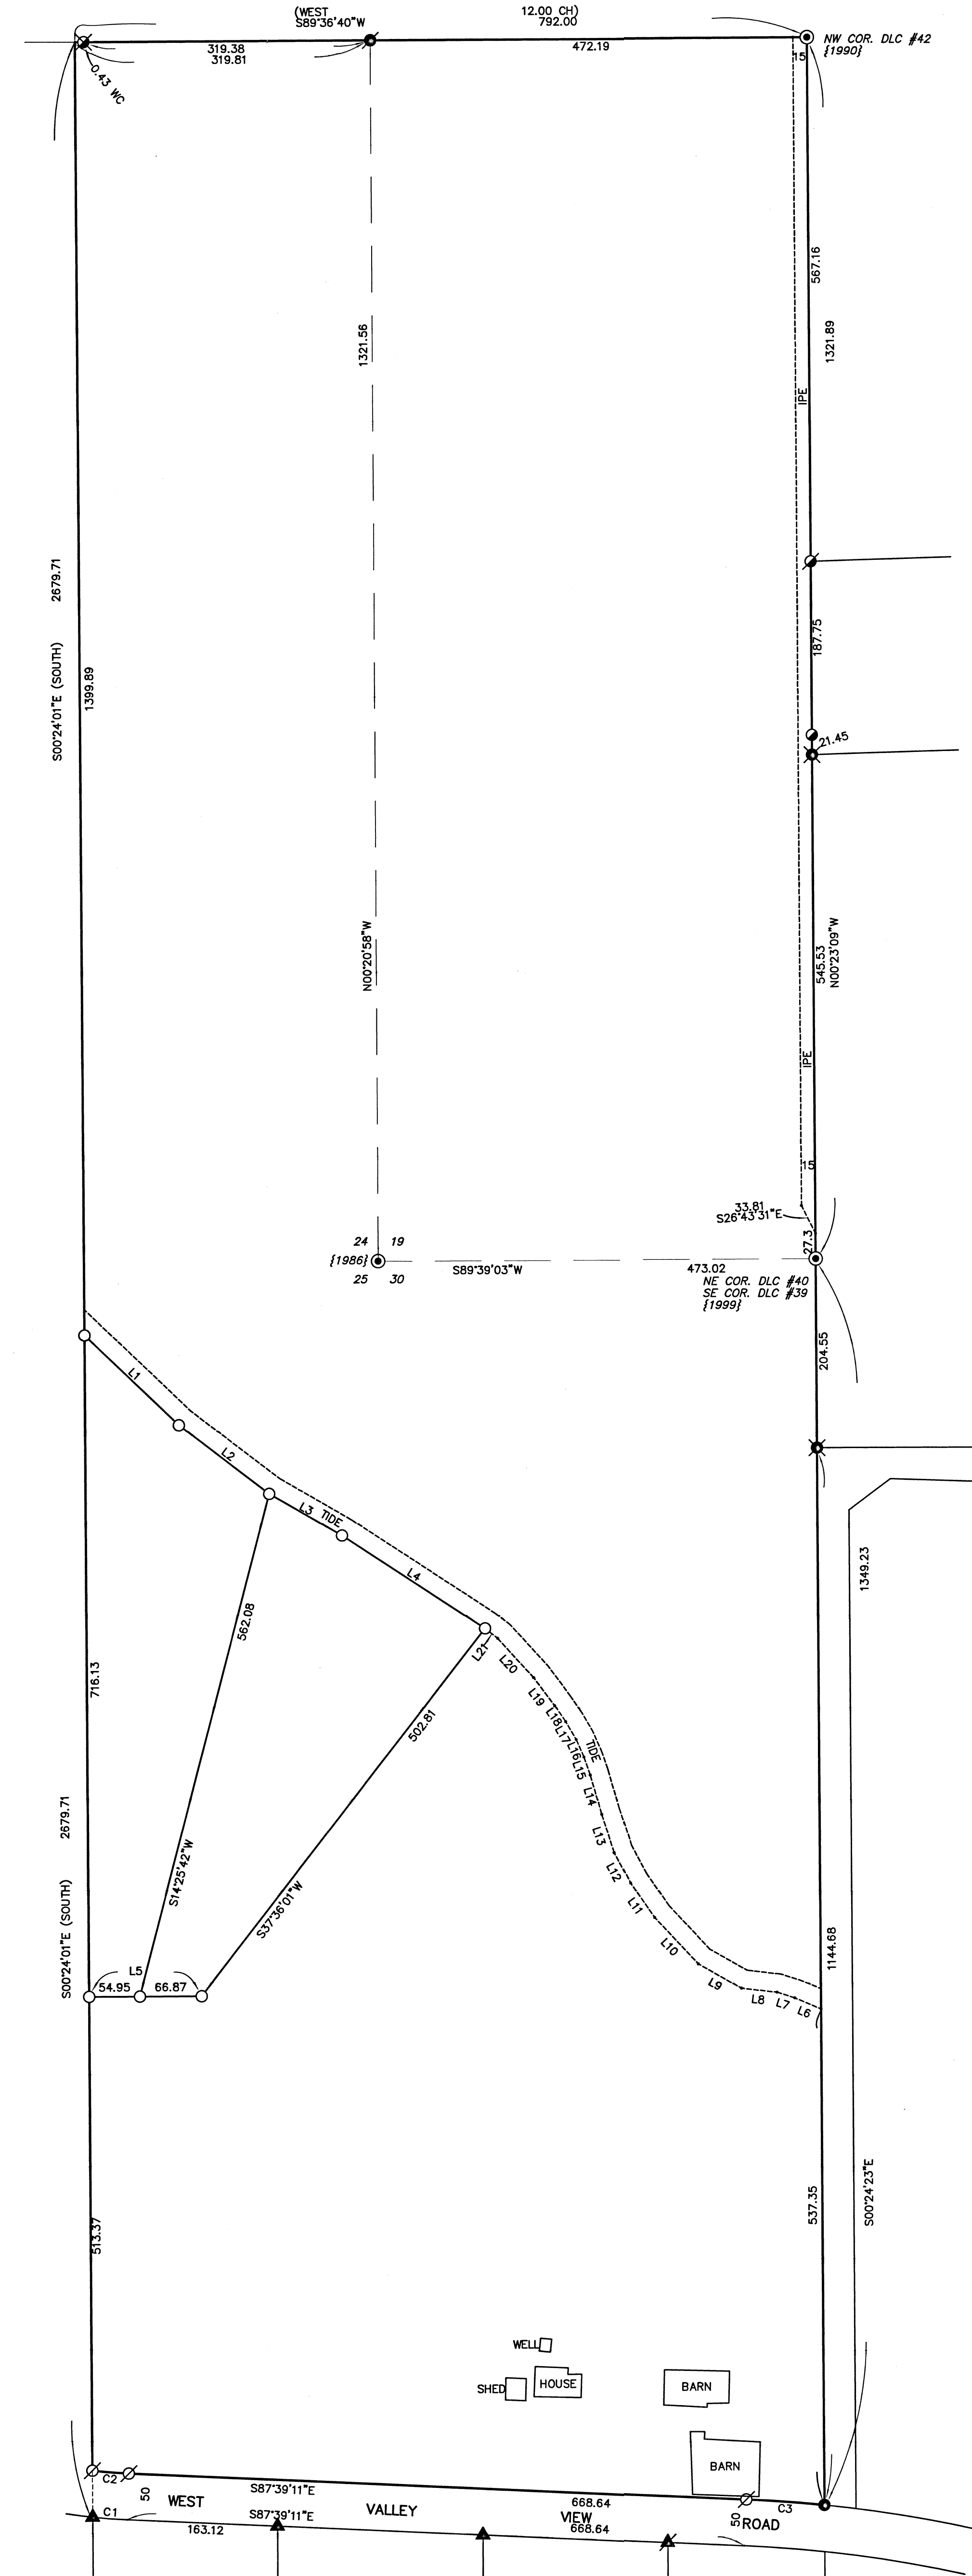 (WEST 12.00 CH)
S89°36'40"W 792.00
319.38
319.81
472.19
NW COR. DLC #42
{1990}
0.43 WC
15
567.16
1321.56
1321.89
IPE
S00°24'01"E (SOUTH) 2679.71
1399.89
187.75
21.45
N00°20'58"W
545.53
N00°23'09"W
IPE
15
33.81
S26°43'31"E
27.3
24 19
{1986}
25 30
S89°39'03"W
473.02
NE COR. DLC #40
SE COR. DLC #39
{1999}
204.55
L1
L2
L3 TIDE
L4
1349.23
562.08
L21
L20
L19
L18
L17
L16
L15
L14
L13
L12
L11
L10
L9
L8
L7
L6
TIDE
716.13
502.81
S14°25'42"W
S37°36'01"W
S00°24'01"E (SOUTH) 2679.71
1144.68
L5
54.95
66.87
513.37
537.35
S00°24'23"E
WELL
SHED
HOUSE
BARN
BARN
C2
50
S87°39'11"E
668.64
C3
C1
WEST VALLEY VIEW ROAD
50
163.12
S87°39'11"E
668.64